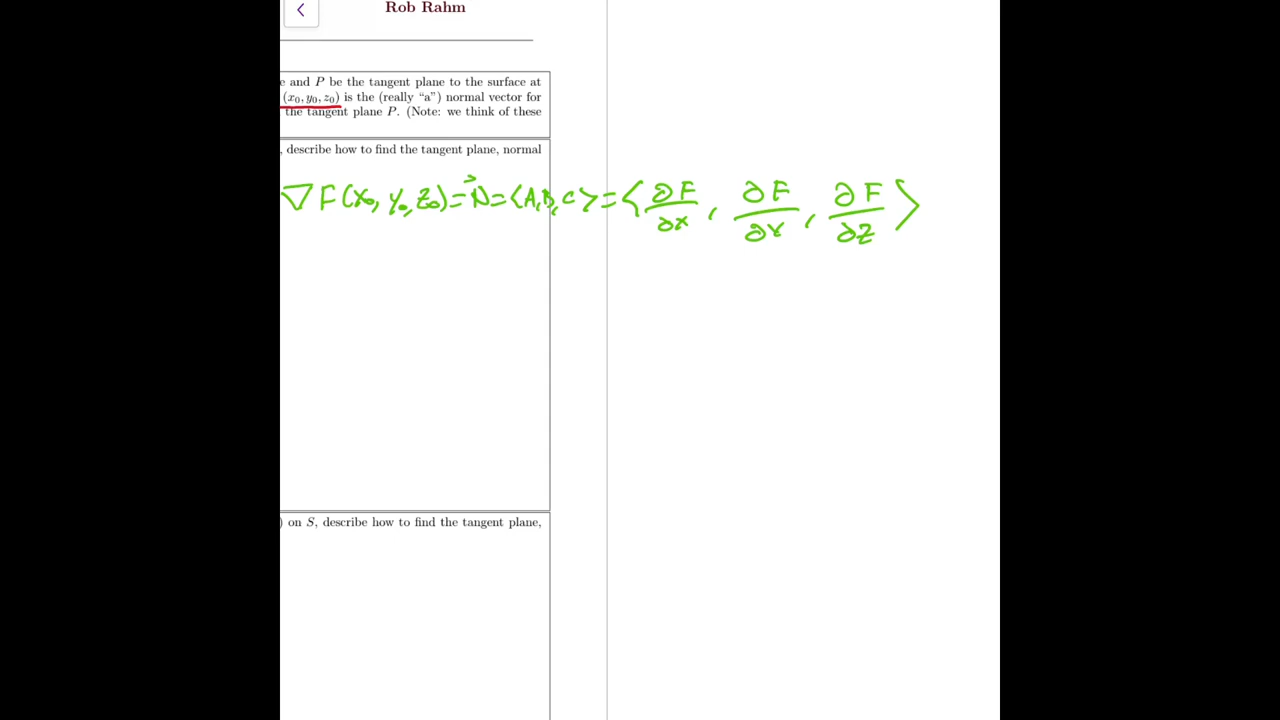 Rob Rahm
e and P be the tangent plane to the surface at
(x₀, y₀, z₀) is the (really “a”) normal vector for
the tangent plane P. (Note: we think of these
, describe how to find the tangent plane, normal
∇F(x₀, y₀, z₀) = N⃗ = ⟨A, B, C⟩ = ⟨∂F/∂x, ∂F/∂y, ∂F/∂z⟩
) on S, describe how to find the tangent plane,